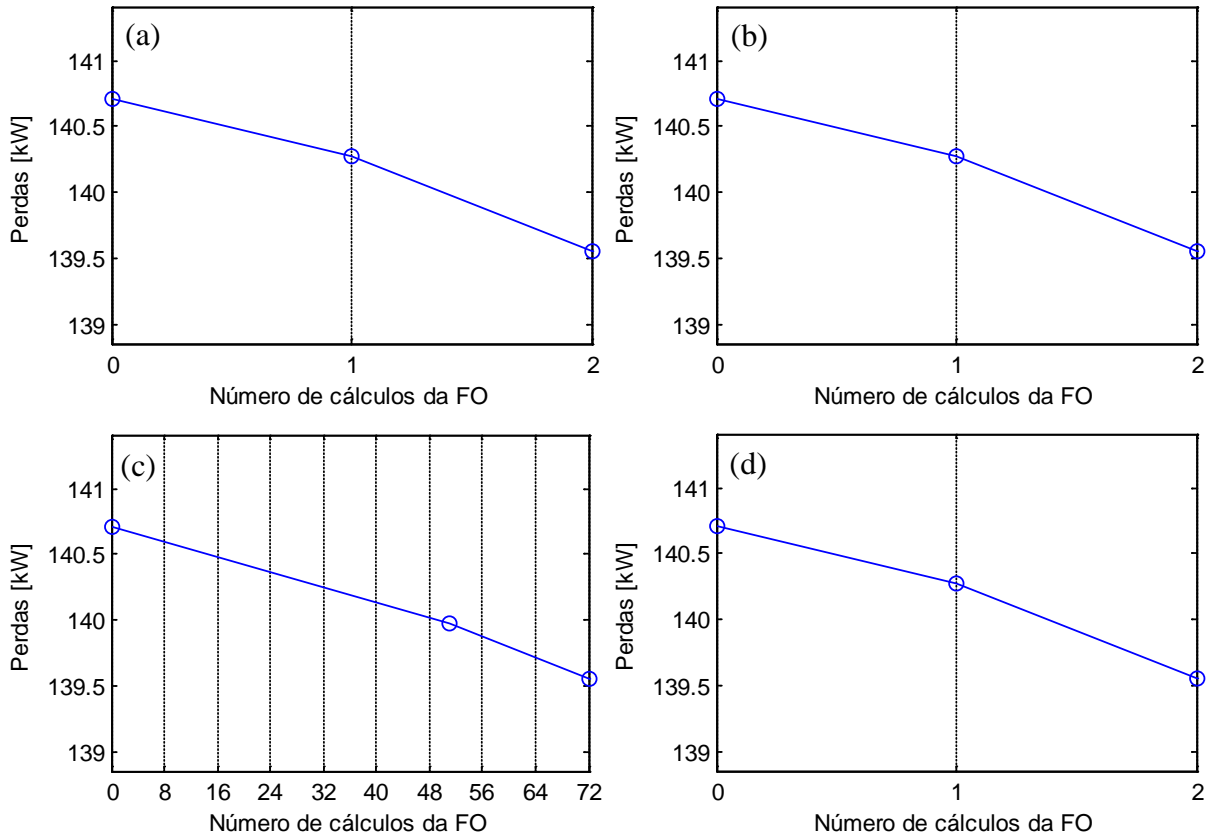 (a)
141
140.5
140
139.5
139
Perdas [kW]
0 1 2
Número de cálculos da FO
(b)
141
140.5
140
139.5
139
Perdas [kW]
0 1 2
Número de cálculos da FO
(c)
141
140.5
140
139.5
139
Perdas [kW]
0 8 16 24 32 40 48 56 64 72
Número de cálculos da FO
(d)
141
140.5
140
139.5
139
Perdas [kW]
0 1 2
Número de cálculos da FO